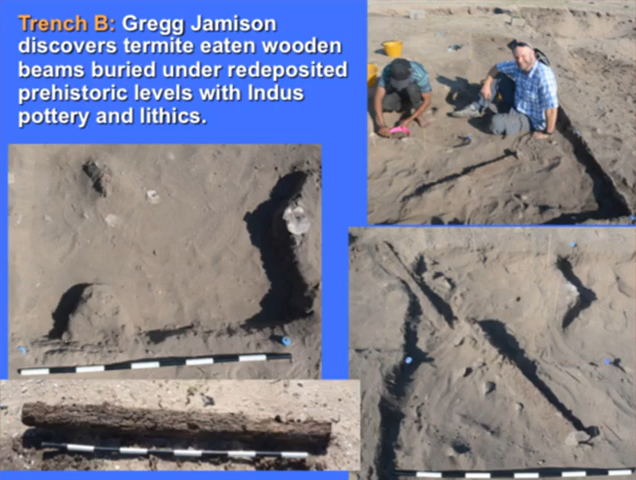 Trench B: Gregg Jamison
discovers termite eaten wooden
beams buried under redeposited
prehistoric levels with Indus
pottery and lithics.